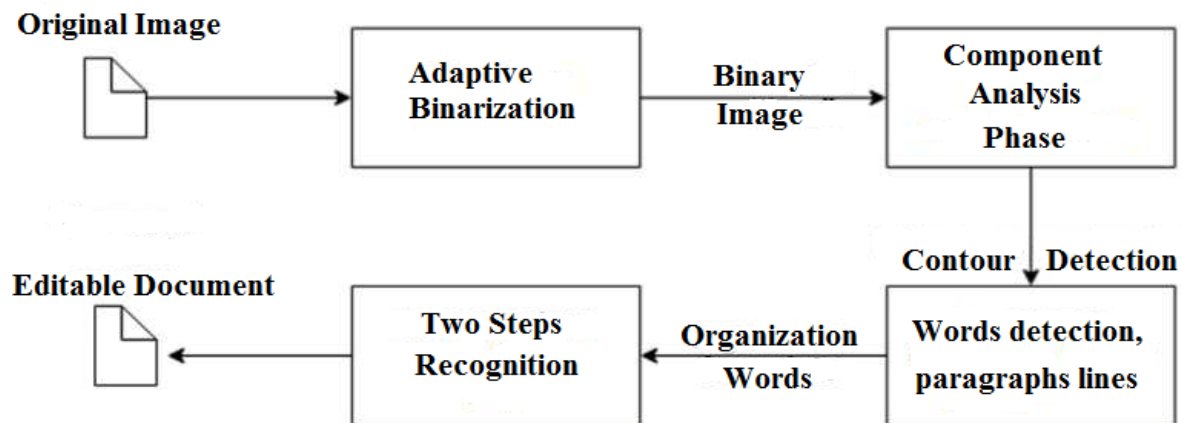 Original Image
Adaptive
Binarization
Binary
Image
Component
Analysis
Phase
Contour Detection
Words detection,
paragraphs lines
Organization
Words
Two Steps
Recognition
Editable Document